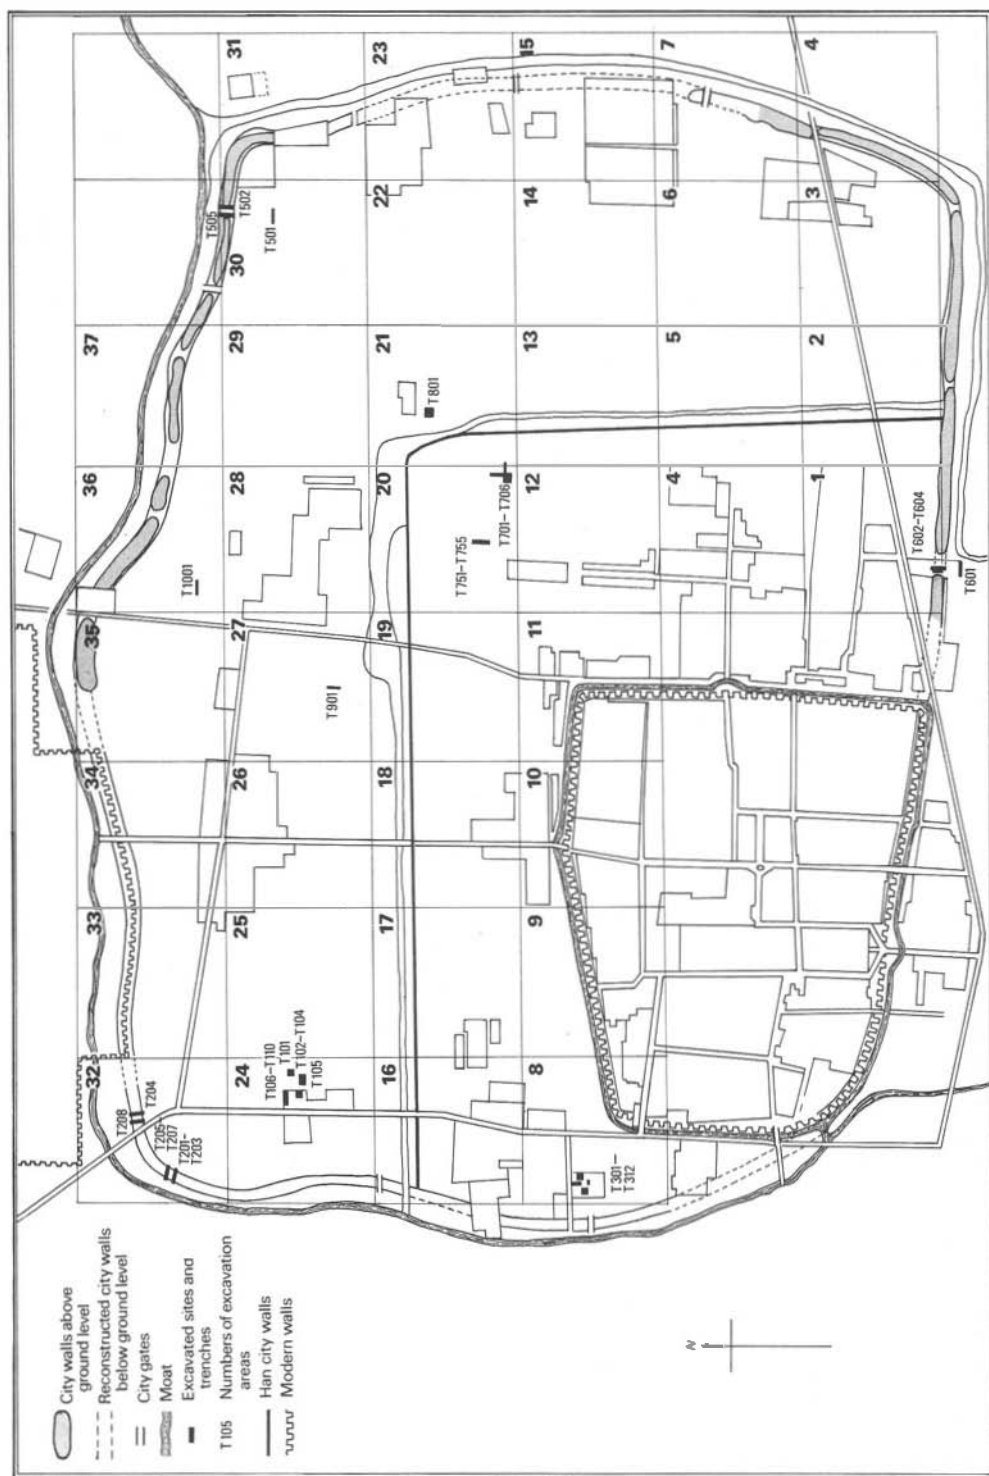 City walls above
ground level
Reconstructed city walls
below ground level
City gates
Moat
Excavated sites and
trenches
T105 Numbers of excavation
areas
Han city walls
Modern walls
N
32
33
34
35
36
37
T208
T204
T205–
T207
T201–
T203
T1001
T505
T502
T501
24
25
26
27
28
29
30
31
T106–T110
T101
T102–T104
T105
T901
16
17
18
19
20
21
22
23
T801
T751–T755
T701–T706
8
9
10
11
12
13
14
15
T301–
T312
4
5
6
7
1
2
3
4
T602–T604
T601